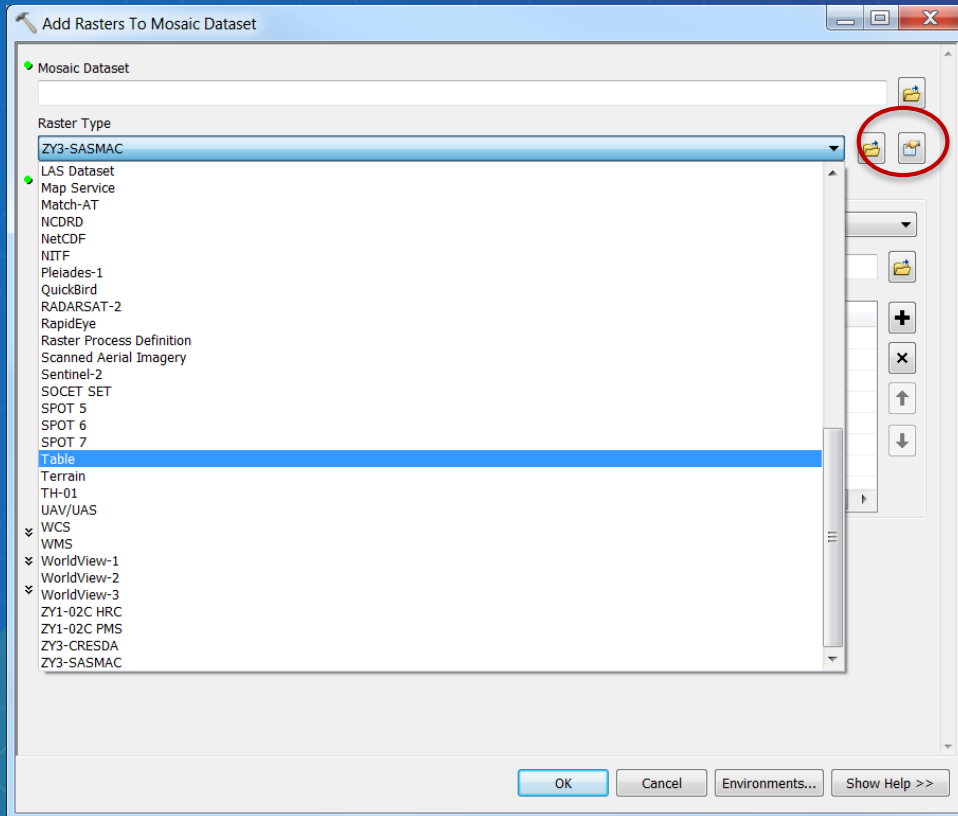 Add Rasters To Mosaic Dataset
Mosaic Dataset
Raster Type
ZY3-SASMAC
LAS Dataset
Map Service
Match-AT
NCDRD
NetCDF
NITF
Pleiades-1
QuickBird
RADARSAT-2
RapidEye
Raster Process Definition
Scanned Aerial Imagery
Sentinel-2
SOCET SET
SPOT 5
SPOT 6
SPOT 7
Table
Terrain
TH-01
UAV/UAS
WCS
WMS
WorldView-1
WorldView-2
WorldView-3
ZY1-02C HRC
ZY1-02C PMS
ZY3-CRESDA
ZY3-SASMAC
OK Cancel Environments... Show Help >>